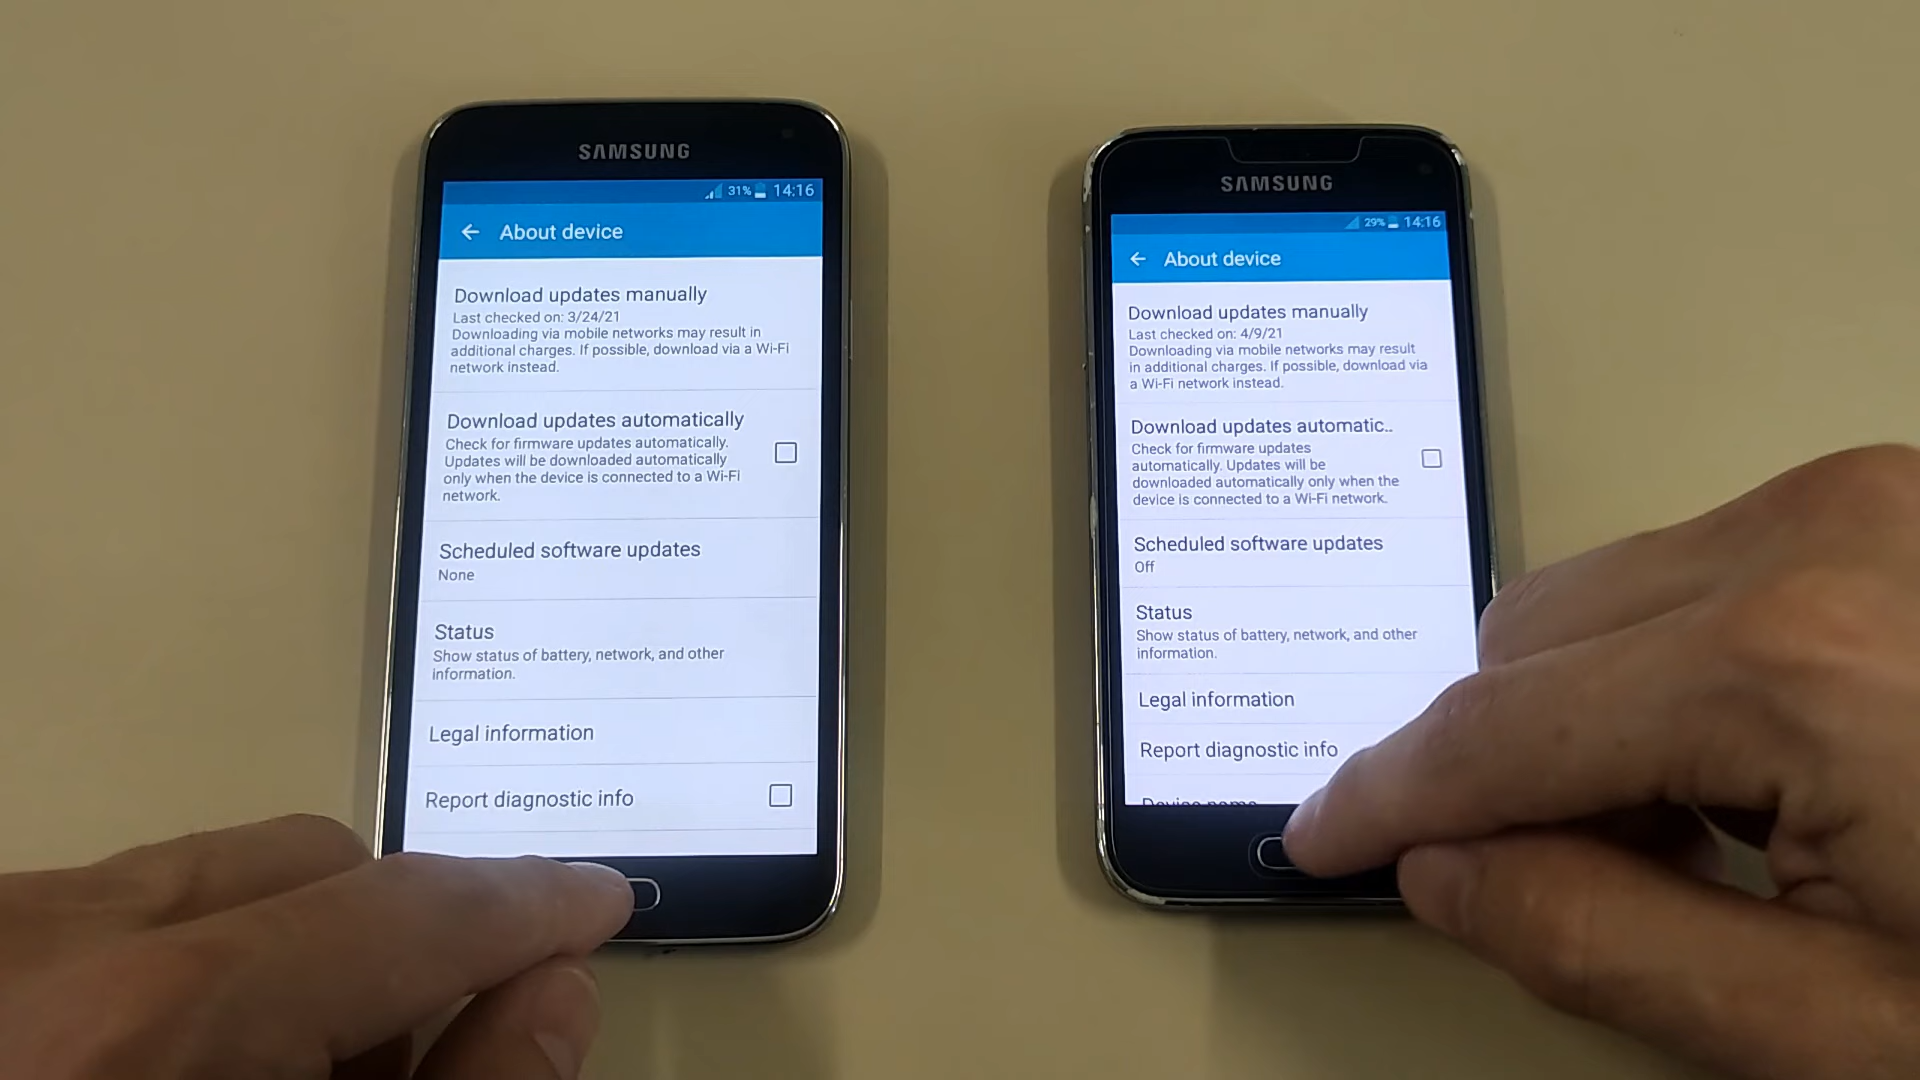 SAMSUNG
31% 14:16
About device
Download updates manually
Last checked on: 3/24/21
Downloading via mobile networks may result in
additional charges. If possible, download via a Wi-Fi
network instead.
Download updates automatically
Check for firmware updates automatically.
Updates will be downloaded automatically
only when the device is connected to a Wi-Fi
network.
Scheduled software updates
None
Status
Show status of battery, network, and other
information.
Legal information
Report diagnostic info
SAMSUNG
29% 14:16
About device
Download updates manually
Last checked on: 4/9/21
Downloading via mobile networks may result
in additional charges. If possible, download via
a Wi-Fi network instead.
Download updates automatic..
Check for firmware updates
automatically. Updates will be
downloaded automatically only when the
device is connected to a Wi-Fi network.
Scheduled software updates
Off
Status
Show status of battery, network, and other
information.
Legal information
Report diagnostic info
Device name